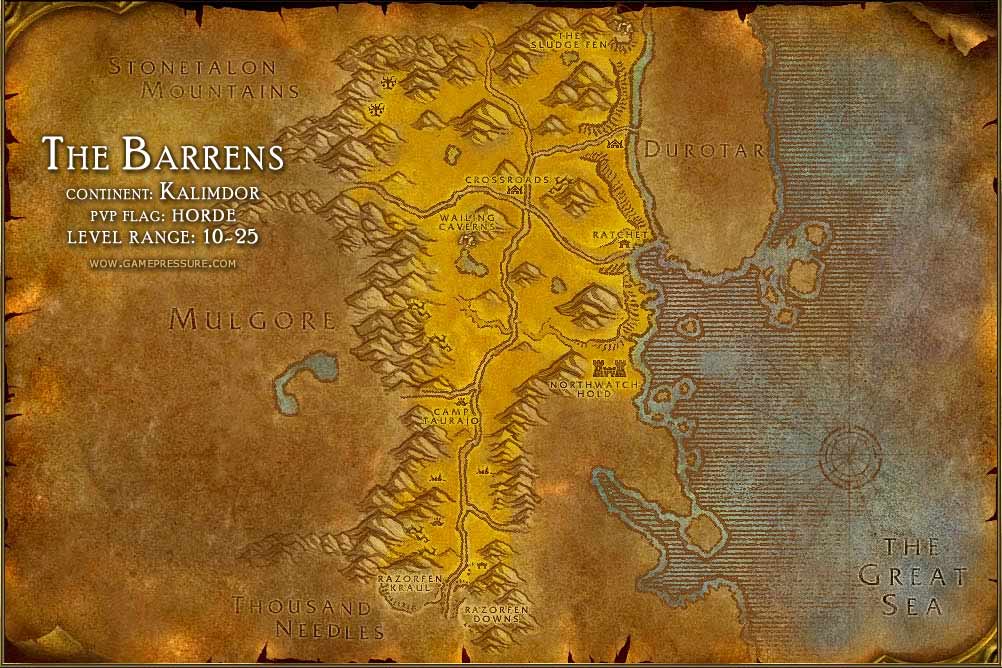 THE
SLUDGE FEN
STONETALON
MOUNTAINS
THE BARRENS
CONTINENT: KALIMDOR
PVP FLAG: HORDE
LEVEL RANGE: 10-25
WOW.GAMEPRESSURE.COM
DUROTAR
CROSSROADS
WAILING
CAVERNS
RATCHET
MULGORE
NORTHWATCH
HOLD
CAMP
TAURAJO
THE
GREAT
SEA
RAZORFEN
KRAUL
THOUSAND
NEEDLES
RAZORFEN
DOWNS